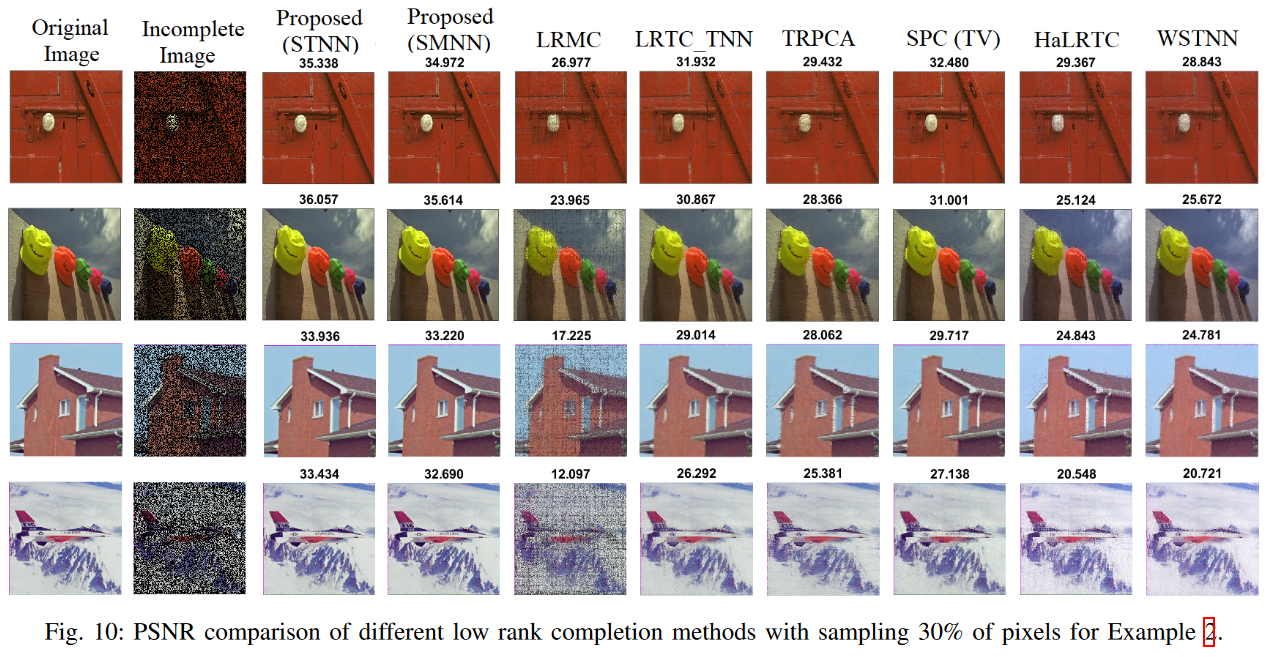 Original Image
Incomplete Image
Proposed (STNN)
Proposed (SMNN)
LRMC
LRTC_TNN
TRPCA
SPC (TV)
HaLRTC
WSTNN
35.338 34.972 26.977 31.932 29.432 32.480 29.367 28.843
36.057 35.614 23.965 30.867 28.366 31.001 25.124 25.672
33.936 33.220 17.225 29.014 28.062 29.717 24.843 24.781
33.434 32.690 12.097 26.292 25.381 27.138 20.548 20.721
Fig. 10: PSNR comparison of different low rank completion methods with sampling 30% of pixels for Example 2.